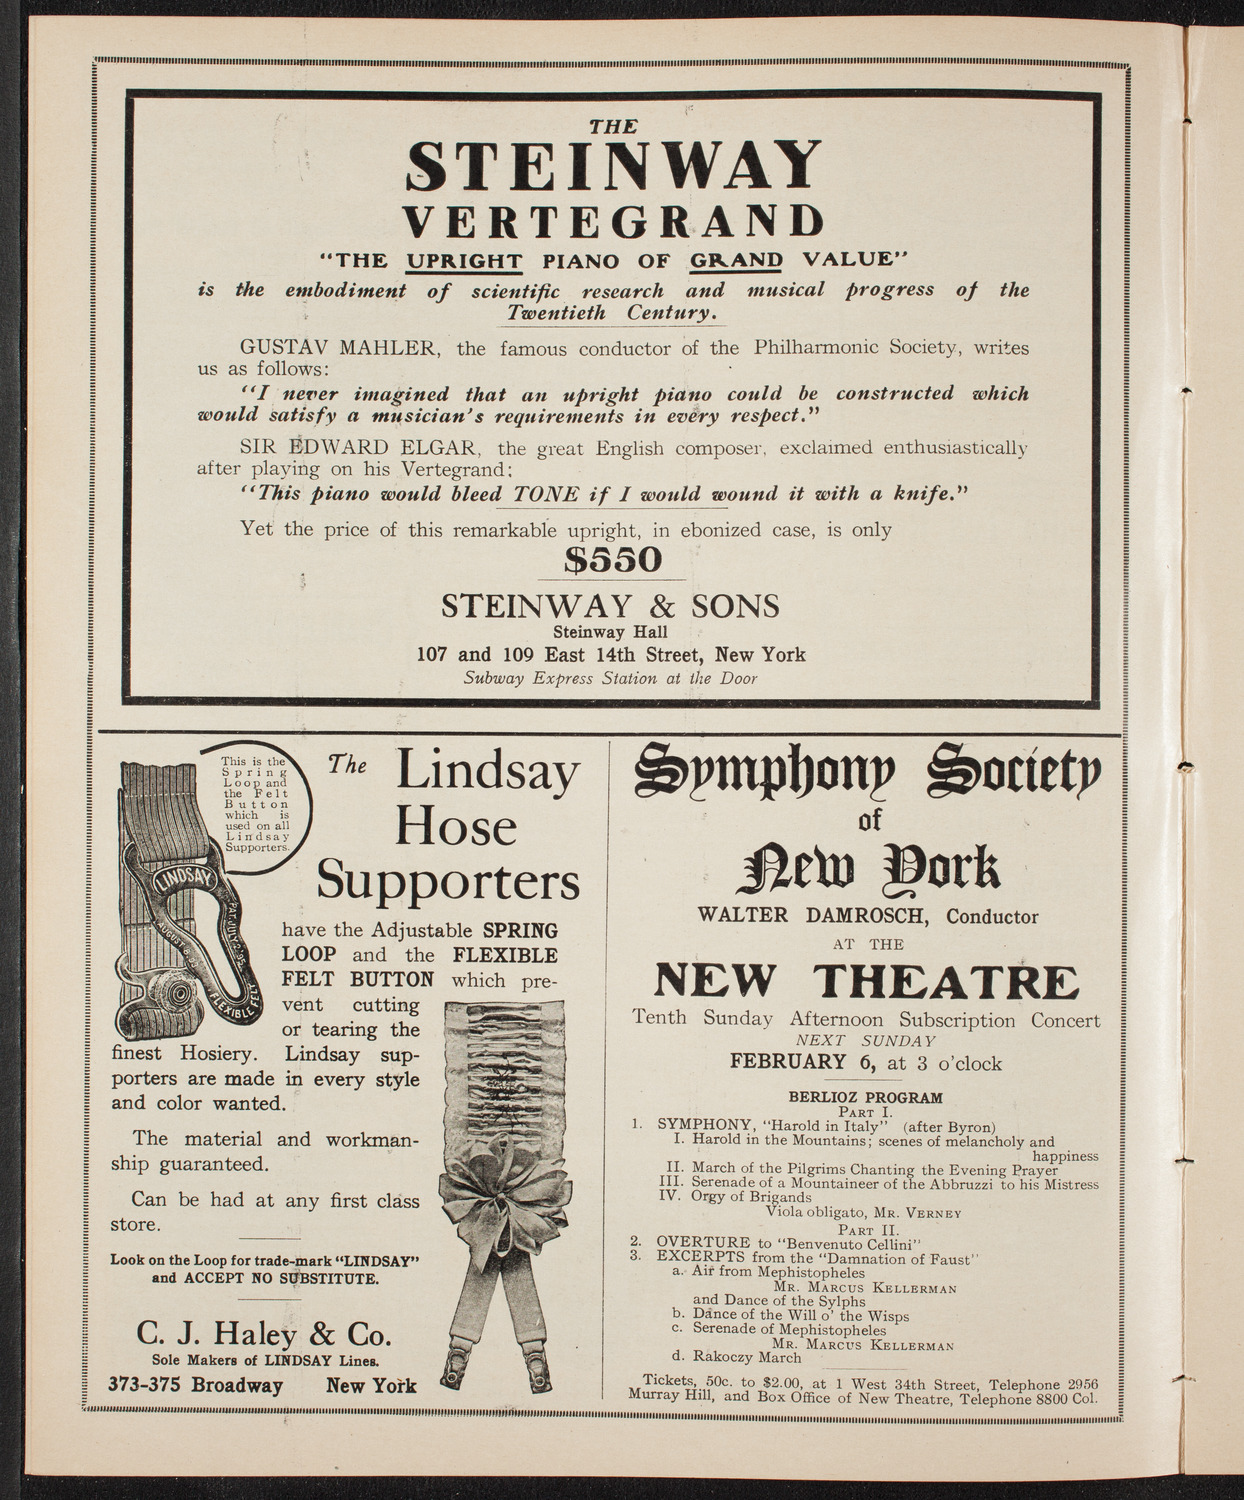 THE
STEINWAY
VERTEGRAND
“THE UPRIGHT PIANO OF GRAND VALUE”
is the embodiment of scientific research and musical progress of the
Twentieth Century.
GUSTAV MAHLER, the famous conductor of the Philharmonic Society, writes
us as follows:
“I never imagined that an upright piano could be constructed which
would satisfy a musician's requirements in every respect.”
SIR EDWARD ELGAR, the great English composer, exclaimed enthusiastically
after playing on his Vertegrand:
“This piano would bleed TONE if I would wound it with a knife.”
Yet the price of this remarkable upright, in ebonized case, is only
$550
STEINWAY & SONS
Steinway Hall
107 and 109 East 14th Street, New York
Subway Express Station at the Door
This is the
Spring
Loop and
the Felt
Button
which is
used on all
Lindsay
Supporters.
LINDSAY
PAT. JULY 2. '95
AUGUST 6. '95
FLEXIBLE FELT
The Lindsay
Hose
Supporters
have the Adjustable SPRING
LOOP and the FLEXIBLE
FELT BUTTON which pre-
vent cutting
or tearing the
finest Hosiery. Lindsay sup-
porters are made in every style
and color wanted.
The material and workman-
ship guaranteed.
Can be had at any first class
store.
Look on the Loop for trade-mark “LINDSAY”
and ACCEPT NO SUBSTITUTE.
C. J. Haley & Co.
Sole Makers of LINDSAY Lines.
373-375 Broadway New York
Symphony Society
of
New York
WALTER DAMROSCH, Conductor
AT THE
NEW THEATRE
Tenth Sunday Afternoon Subscription Concert
NEXT SUNDAY
FEBRUARY 6, at 3 o'clock
BERLIOZ PROGRAM
PART I.
1. SYMPHONY, “Harold in Italy” (after Byron)
I. Harold in the Mountains; scenes of melancholy and
happiness
II. March of the Pilgrims Chanting the Evening Prayer
III. Serenade of a Mountaineer of the Abbruzzi to his Mistress
IV. Orgy of Brigands
Viola obligato, MR. VERNEY
PART II.
2. OVERTURE to “Benvenuto Cellini”
3. EXCERPTS from the “Damnation of Faust”
a. Air from Mephistopheles
MR. MARCUS KELLERMAN
and Dance of the Sylphs
b. Dance of the Will o' the Wisps
c. Serenade of Mephistopheles
MR. MARCUS KELLERMAN
d. Rakoczy March
Tickets, 50c. to $2.00, at 1 West 34th Street, Telephone 2956
Murray Hill, and Box Office of New Theatre, Telephone 8800 Col.